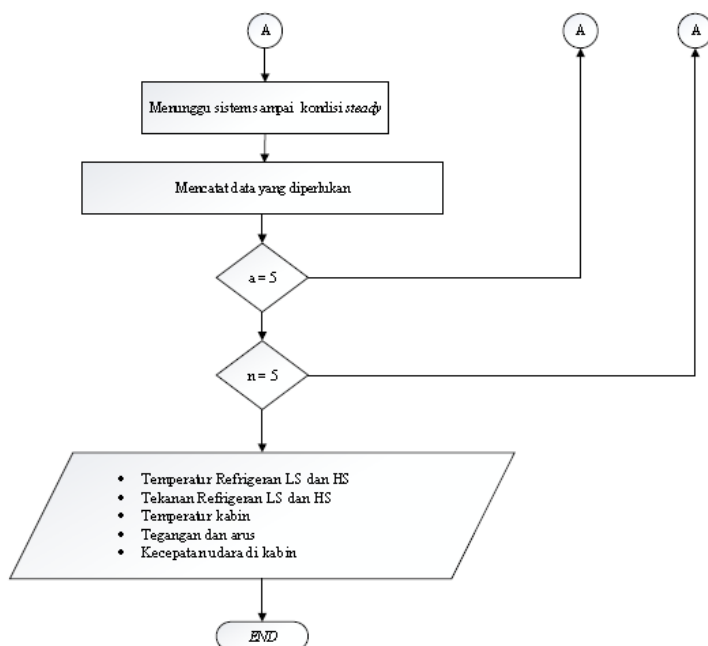 A
A
A
Menunggu sistem sampai kondisi steady
Mencatat data yang diperlukan
a = 5
n = 5
• Temperatur Refrigeran LS dan HS
• Tekanan Refrigeran LS dan HS
• Temperatur kabin
• Tegangan dan arus
• Kecepatan udara di kabin
END